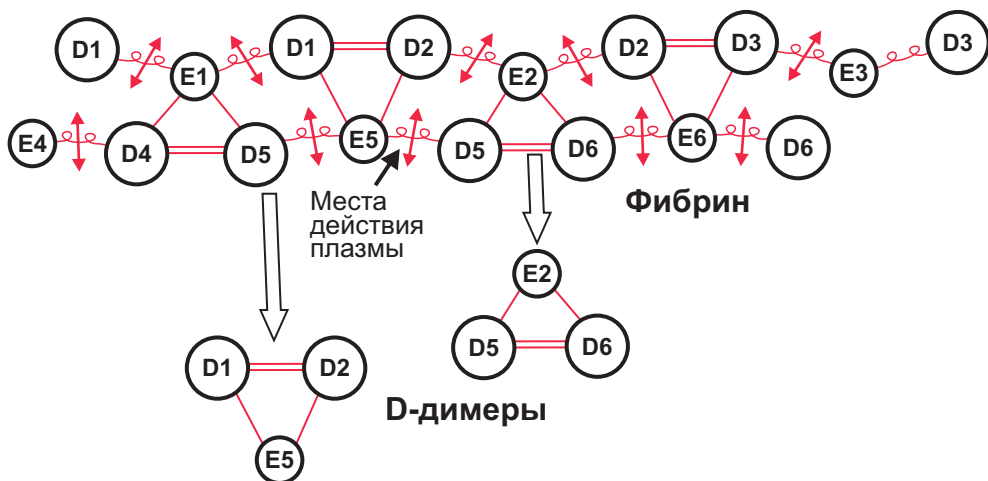 D1 D1 D2 D2 D3 D3
E1 E2 E3
E4 D4 D5 E5 D5 D6 E6 D6
Места
действия
плазмы
Фибрин
E2
D5 D6
D1 D2
D-димеры
E5